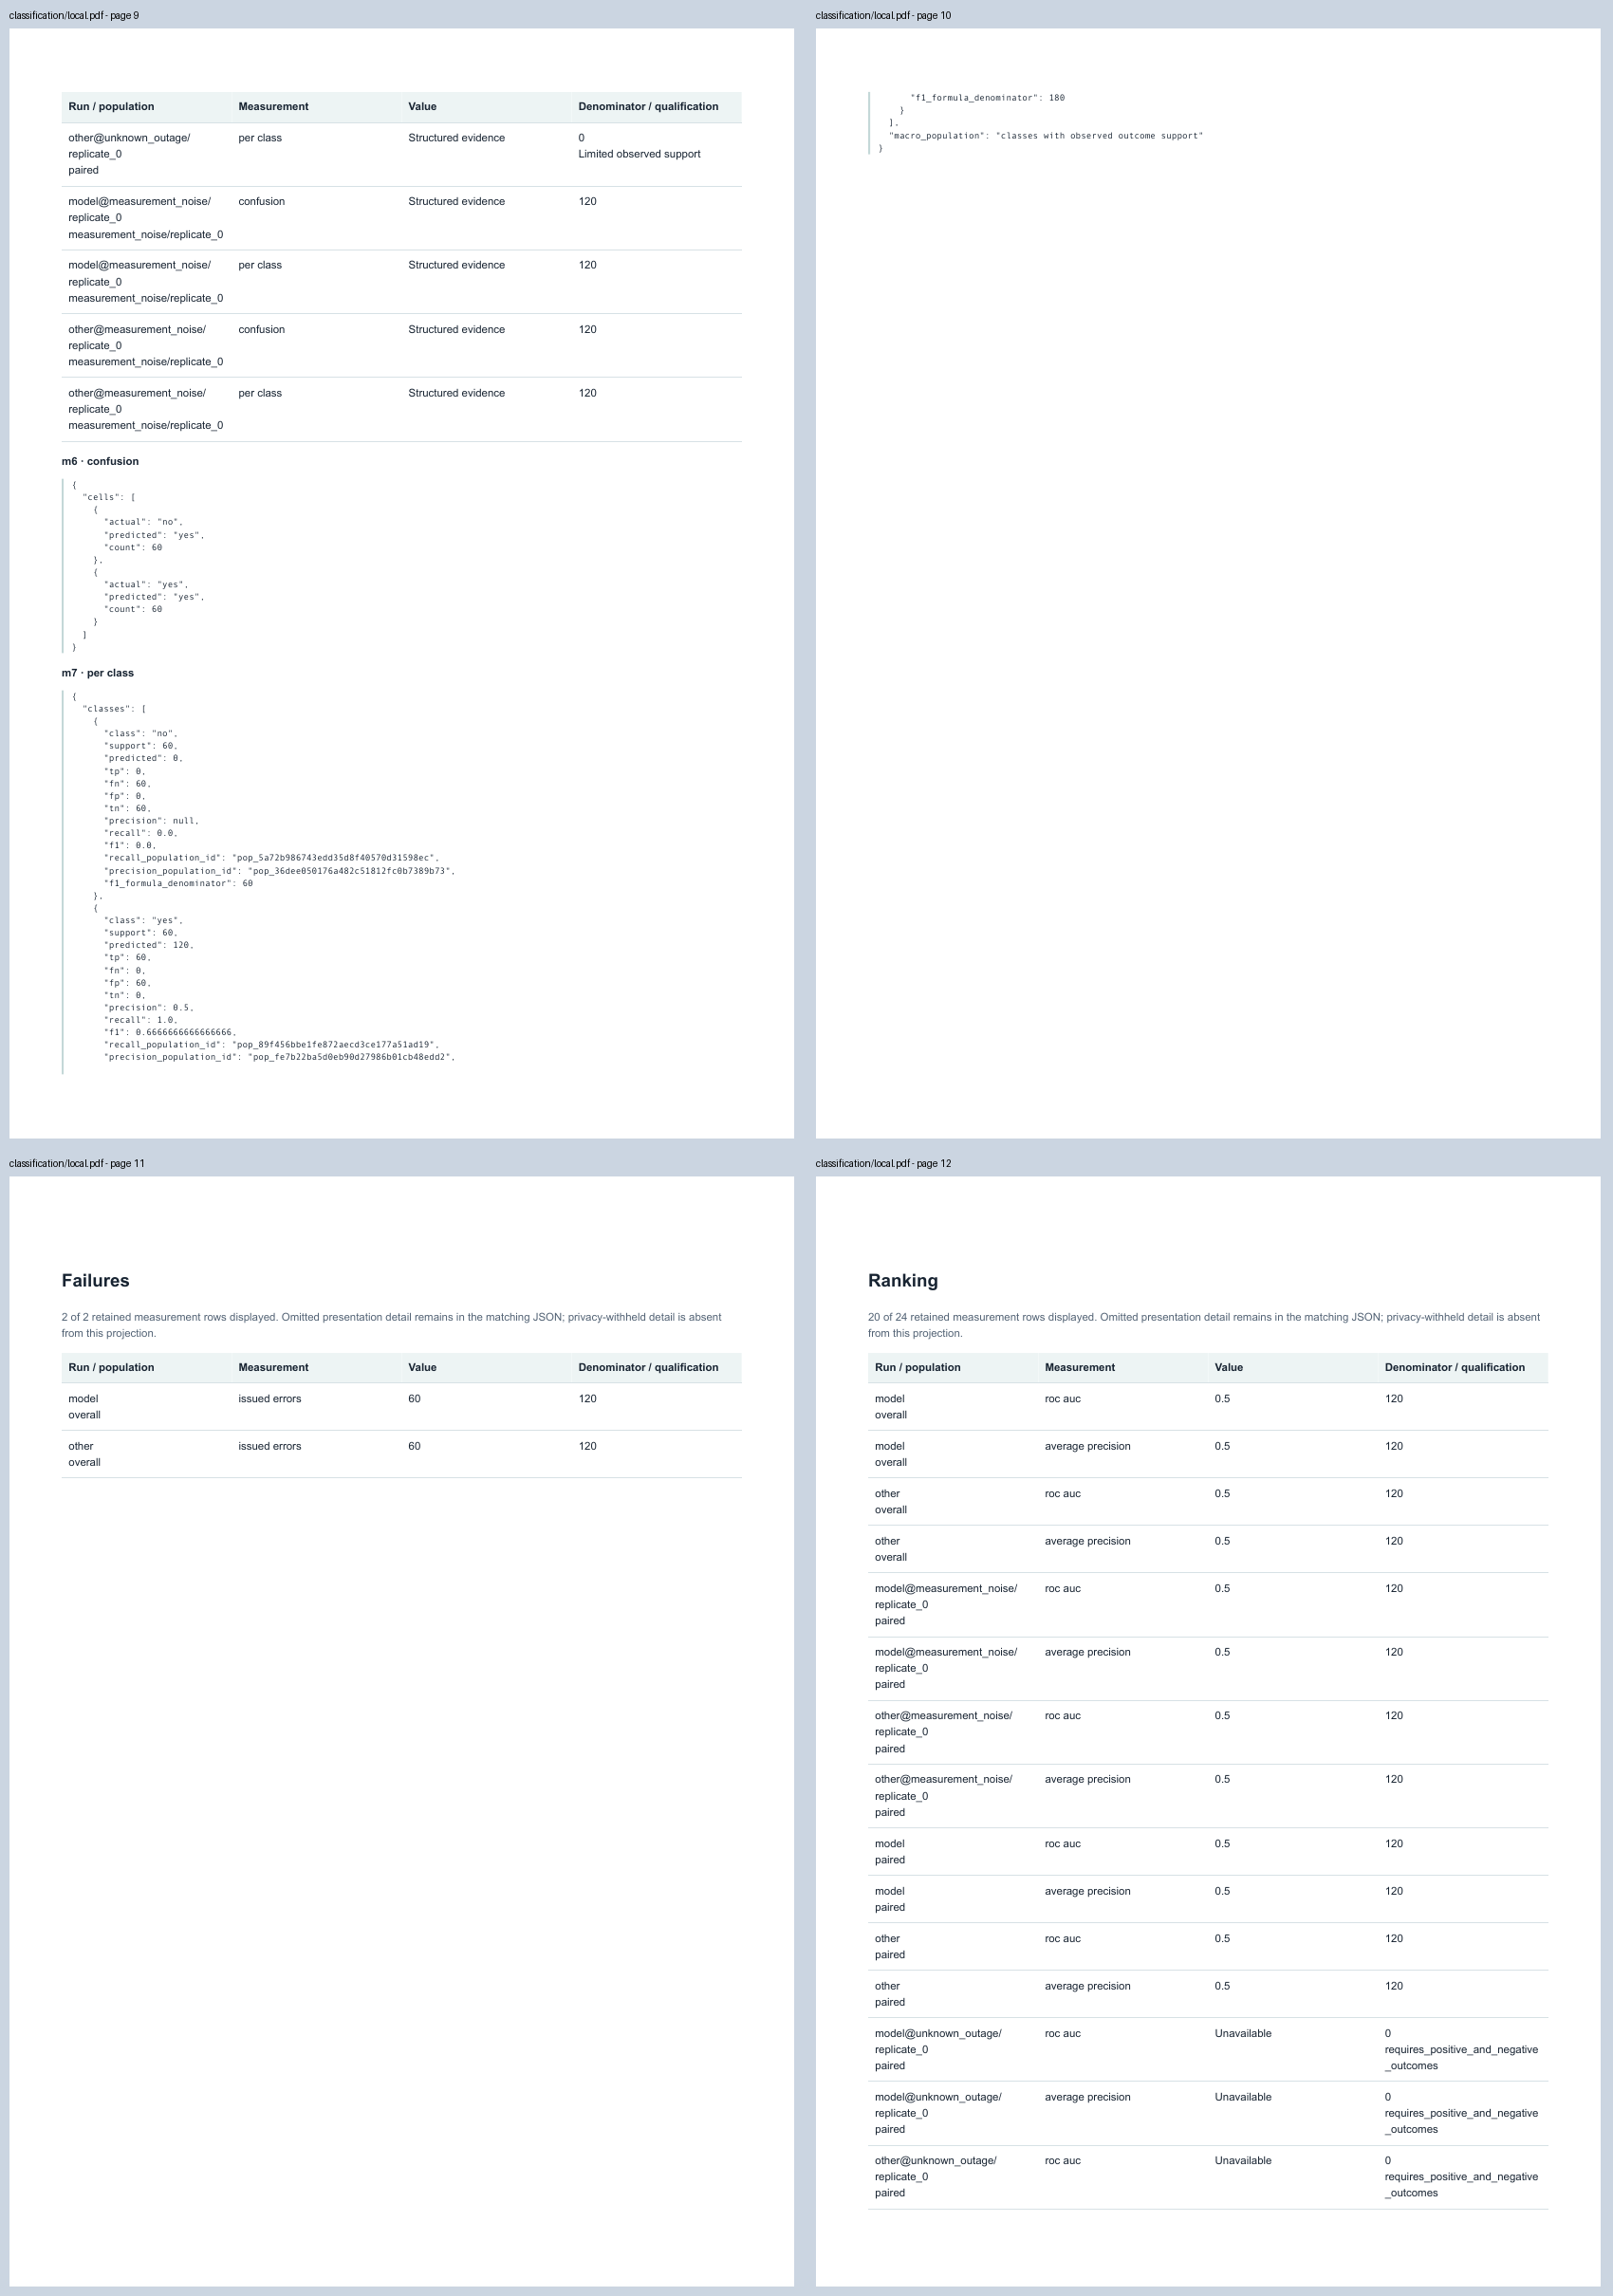 classification/local.pdf - page 9
Run / population Measurement Value Denominator / qualification
other@unknown_outage/ per class Structured evidence 0
replicate_0 Limited observed support
paired
model@measurement_noise/ confusion Structured evidence 120
replicate_0
measurement_noise/replicate_0
model@measurement_noise/ per class Structured evidence 120
replicate_0
measurement_noise/replicate_0
other@measurement_noise/ confusion Structured evidence 120
replicate_0
measurement_noise/replicate_0
other@measurement_noise/ per class Structured evidence 120
replicate_0
measurement_noise/replicate_0
m6 · confusion
{
"cells": [
{
"actual": "no",
"predicted": "yes",
"count": 60
},
{
"actual": "yes",
"predicted": "yes",
"count": 60
}
]
}
m7 · per class
{
"classes": [
{
"class": "no",
"support": 60,
"predicted": 0,
"tp": 0,
"fn": 60,
"fp": 0,
"tn": 60,
"precision": null,
"recall": 0.0,
"f1": 0.0,
"recall_population_id": "pop_5a72b986743edd35d8f40570d31598ec",
"precision_population_id": "pop_36dee050176a482c51812fc0b7389b73",
"f1_formula_denominator": 60
},
{
"class": "yes",
"support": 60,
"predicted": 120,
"tp": 60,
"fn": 0,
"fp": 60,
"tn": 0,
"precision": 0.5,
"recall": 1.0,
"f1": 0.6666666666666666,
"recall_population_id": "pop_89f456bbe1fe872aecd3ce177a51ad19",
"precision_population_id": "pop_fe7b22ba5d0eb90d27986b01cb48edd2",
classification/local.pdf - page 10
"f1_formula_denominator": 180
}
],
"macro_population": "classes with observed outcome support"
}
classification/local.pdf - page 11
Failures
2 of 2 retained measurement rows displayed. Omitted presentation detail remains in the matching JSON; privacy-withheld detail is absent
from this projection.
Run / population Measurement Value Denominator / qualification
model issued errors 60 120
overall
other issued errors 60 120
overall
classification/local.pdf - page 12
Ranking
20 of 24 retained measurement rows displayed. Omitted presentation detail remains in the matching JSON; privacy-withheld detail is absent
from this projection.
Run / population Measurement Value Denominator / qualification
model roc auc 0.5 120
overall
model average precision 0.5 120
overall
other roc auc 0.5 120
overall
other average precision 0.5 120
overall
model@measurement_noise/ roc auc 0.5 120
replicate_0
paired
model@measurement_noise/ average precision 0.5 120
replicate_0
paired
other@measurement_noise/ roc auc 0.5 120
replicate_0
paired
other@measurement_noise/ average precision 0.5 120
replicate_0
paired
model roc auc 0.5 120
paired
model average precision 0.5 120
paired
other roc auc 0.5 120
paired
other average precision 0.5 120
paired
model@unknown_outage/ roc auc Unavailable 0
replicate_0 requires_positive_and_negative
paired _outcomes
model@unknown_outage/ average precision Unavailable 0
replicate_0 requires_positive_and_negative
paired _outcomes
other@unknown_outage/ roc auc Unavailable 0
replicate_0 requires_positive_and_negative
paired _outcomes